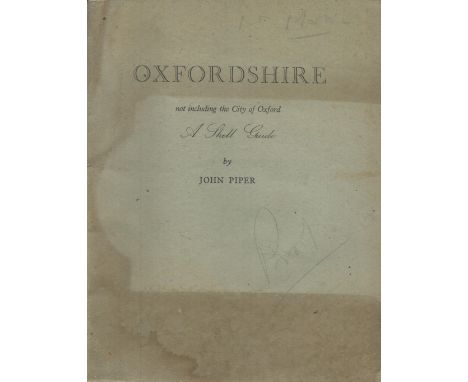 OXFORDSHIRE
not including the City of Oxford
A Shell Guide
by
JOHN PIPER